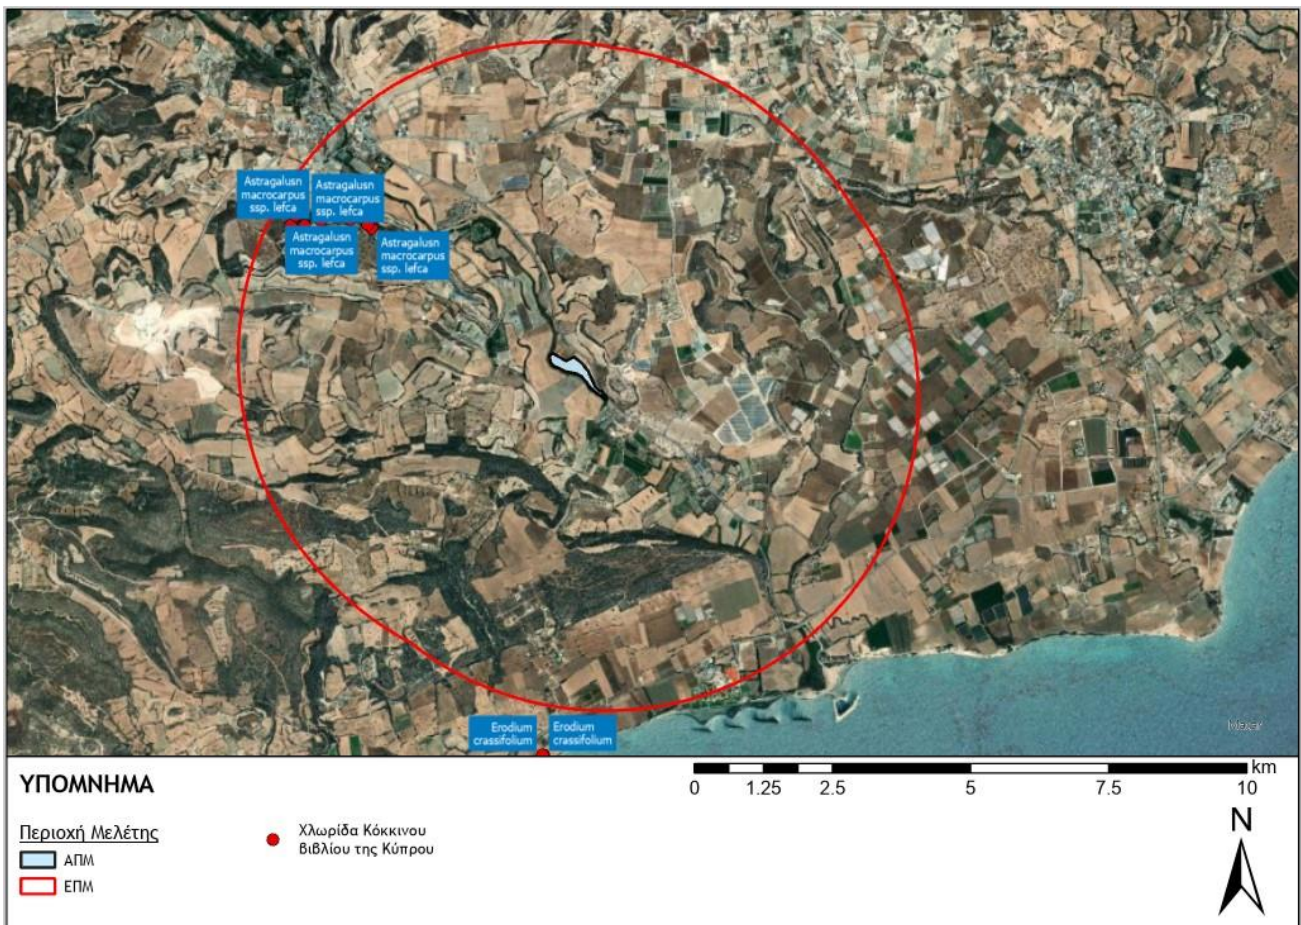 Astragalusn
macrocarpus
ssp. lefca
Astragalusn
macrocarpus
ssp. lefca
Astragalusn
macrocarpus
ssp. lefca
Astragalusn
macrocarpus
ssp. lefca
Erodium
crassifolium
Erodium
crassifolium
Maxar
ΥΠΟΜΝΗΜΑ
Περιοχή Μελέτης
ΑΠΜ
ΕΠΜ
Χλωρίδα Κόκκινου
βιβλίου της Κύπρου
0 1.25 2.5 5 7.5 10 km
N